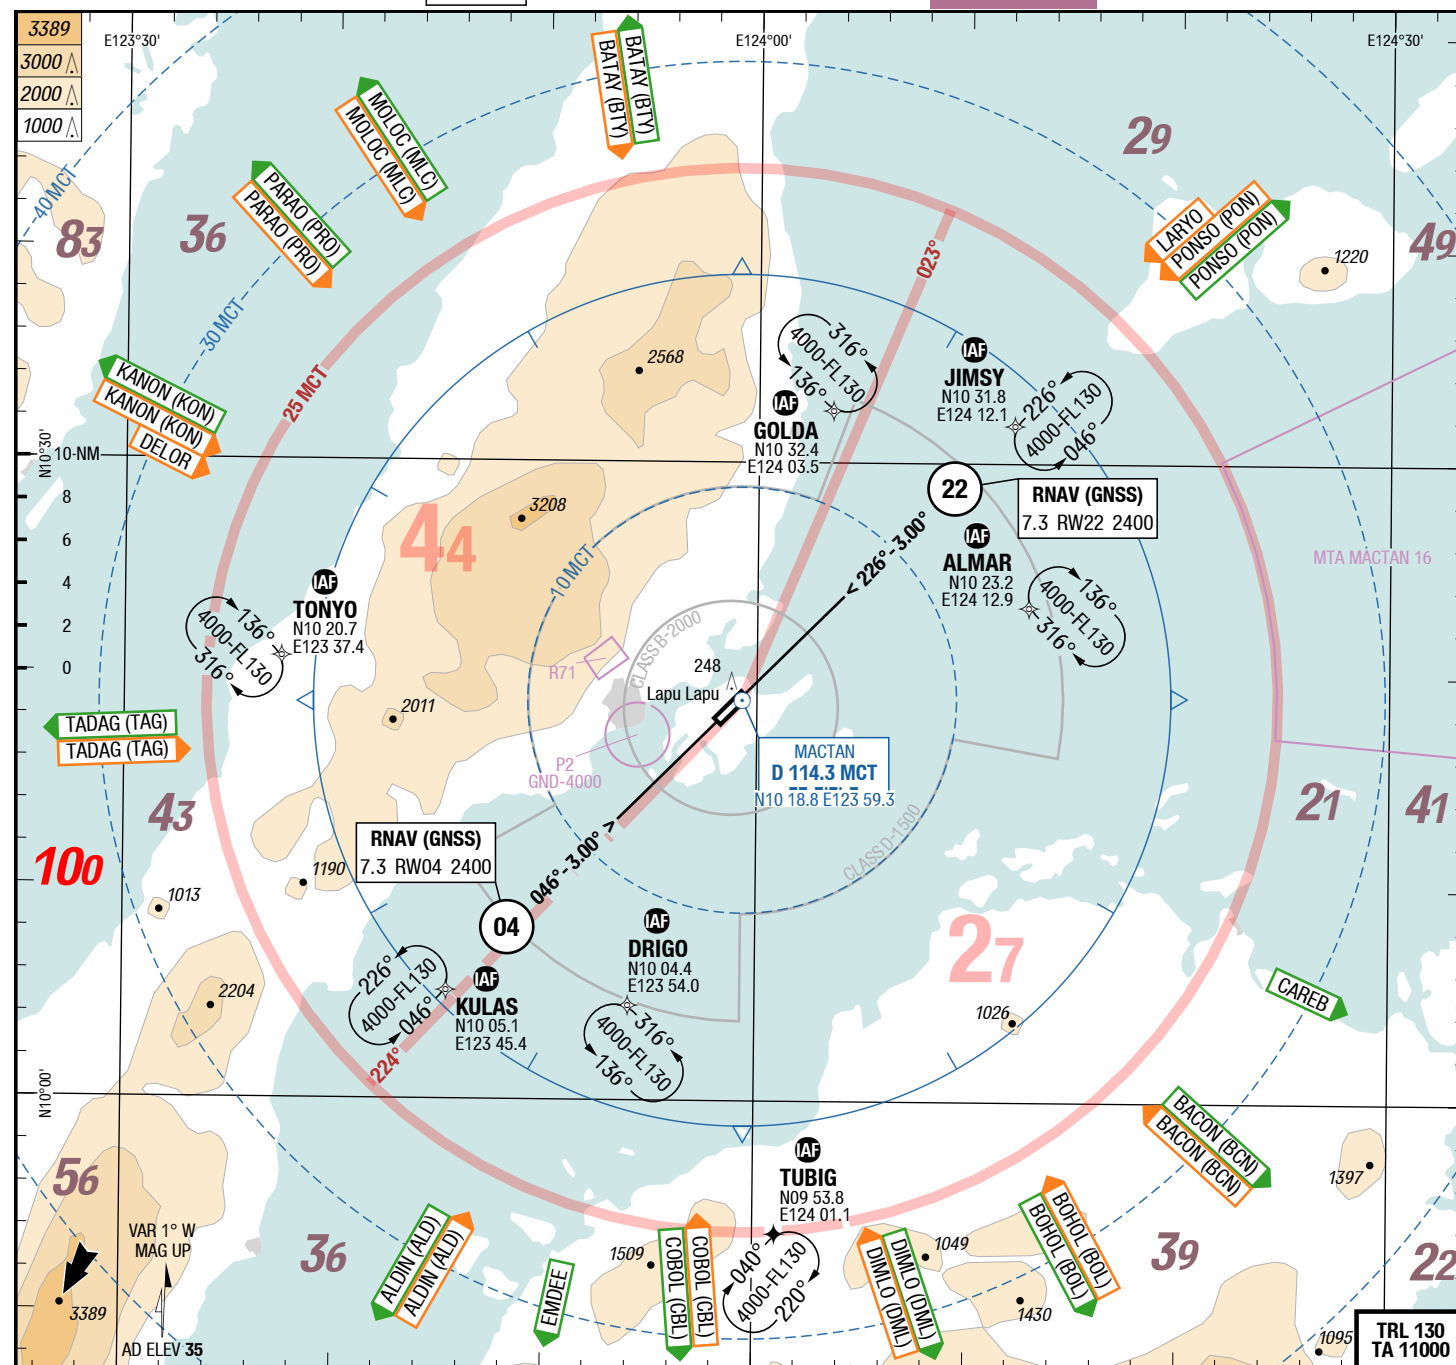 3389
3000
2000
1000
E123°30'
E124°00'
E124°30'
BATAY (BTY)
BATAY (BTY)
MOLOC (MLC)
MOLOC (MLC)
PARAO (PRO)
PARAO (PRO)
40 MCT
83
36
29
49
LARYO
PONSO (PON)
PONSO (PON)
1220
30 MCT
25 MCT
023°
2568
KANON (KON)
KANON (KON)
DELOR
316°
4000-FL130
136°
IAF
GOLDA
N10 32.4
E124 03.5
IAF
JIMSY
N10 31.8
E124 12.1
226°
4000-FL130
046°
N10°30'
10-NM
8
6
4
2
0
3208
44
22
RNAV (GNSS)
7.3 RW22 2400
< 226°-3.00°
10 MCT
IAF
ALMAR
N10 23.2
E124 12.9
136°
4000-FL130
316°
MTA MACTAN 16
IAF
TONYO
N10 20.7
E123 37.4
136°
4000-FL130
316°
CLASS B-2000
R71
248
Lapu Lapu
2011
TADAG (TAG)
TADAG (TAG)
P2
GND-4000
MACTAN
D 114.3 MCT
N10 18.8 E123 59.3
43
21
41
100
RNAV (GNSS)
7.3 RW04 2400
046°-3.00° >
CLASS D-1500
1190
1013
04
27
IAF
DRIGO
N10 04.4
E123 54.0
316°
4000-FL130
136°
226°
4000-FL130
046°
IAF
KULAS
N10 05.1
E123 45.4
224°
2204
1026
CAREB
N10°00'
BACON (BCN)
BACON (BCN)
1397
56
IAF
TUBIG
N09 53.8
E124 01.1
040°
4000-FL130
220°
VAR 1° W
MAG UP
36
ALDIN (ALD)
ALDIN (ALD)
EMDEE
1509
COBOL (CBL)
COBOL (CBL)
DIMLO (DML)
DIMLO (DML)
1049
BOHOL (BOL)
BOHOL (BOL)
1430
39
22
3389
AD ELEV 35
1095
TRL 130
TA 11000